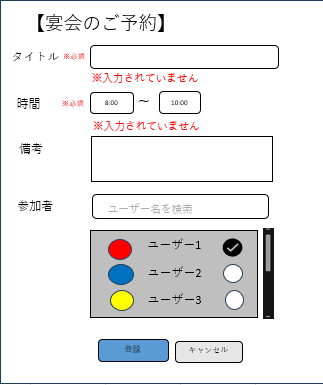 【宴会のご予約】
タイトル ※必須
※入力されていません
時間 ※必須 8:00 ～ 10:00
※入力されていません
備考
参加者 ユーザー名を検索
ユーザー1
ユーザー2
ユーザー3
登録 キャンセル